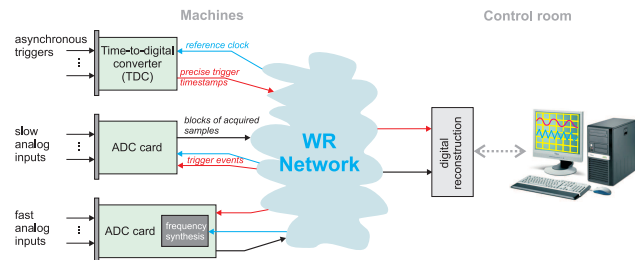 Machines
Control room
asynchronous
triggers
Time-to-digital
converter
(TDC)
reference clock
precise trigger
timestamps
slow
analog
inputs
ADC card
blocks of acquired
samples
trigger events
WR
Network
digital
reconstruction
fast
analog
inputs
ADC card
frequency
synthesis